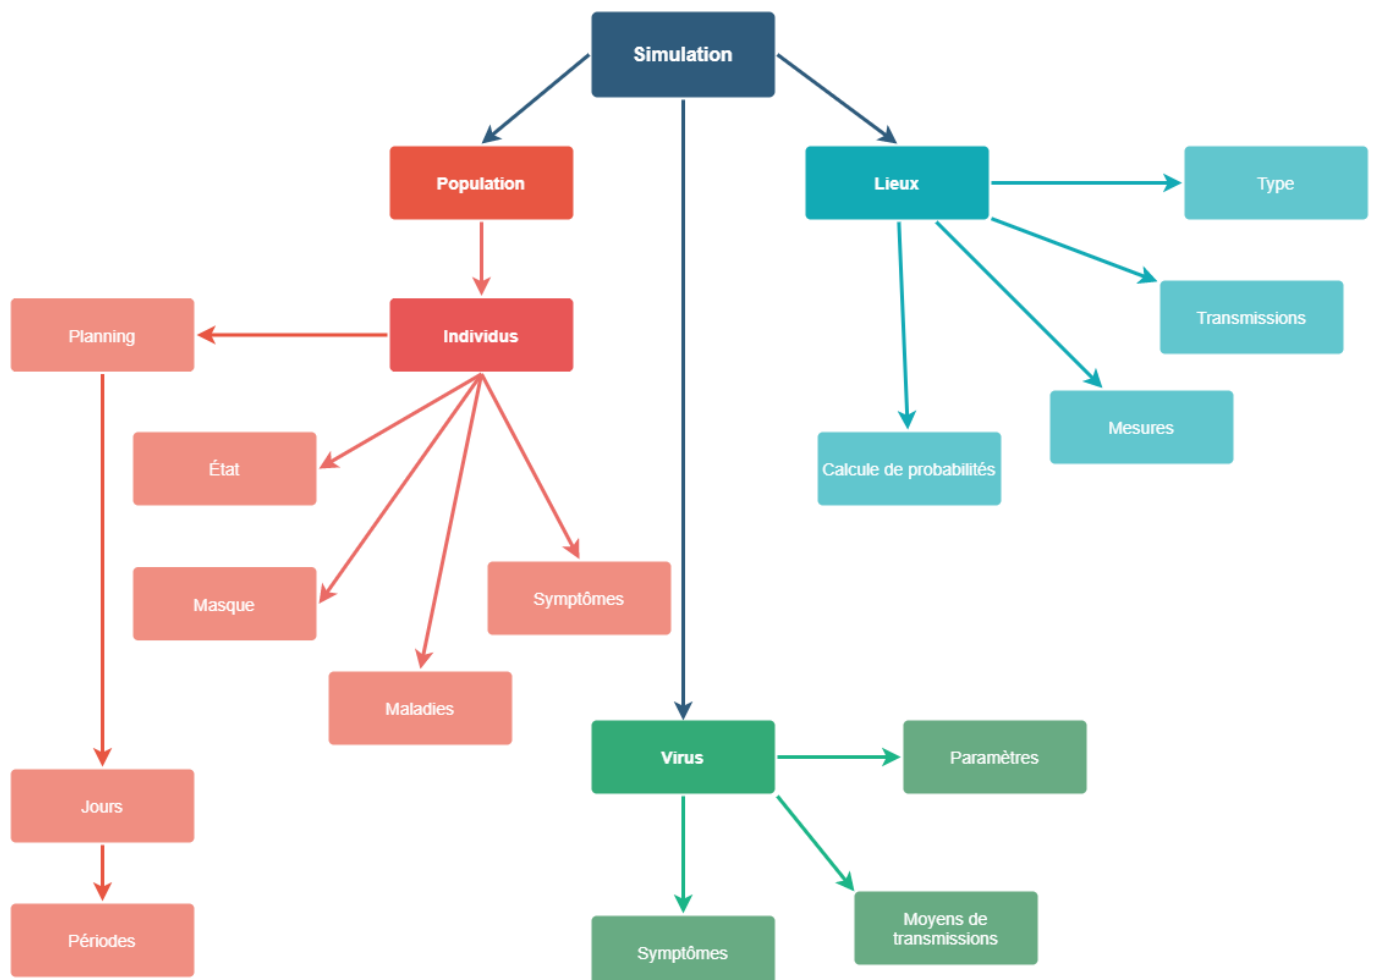 Simulation
Population
Lieux
Type
Transmissions
Planning
Individus
Mesures
État
Calcule de probabilités
Masque
Symptômes
Maladies
Virus
Paramètres
Jours
Moyens de
transmissions
Périodes
Symptômes